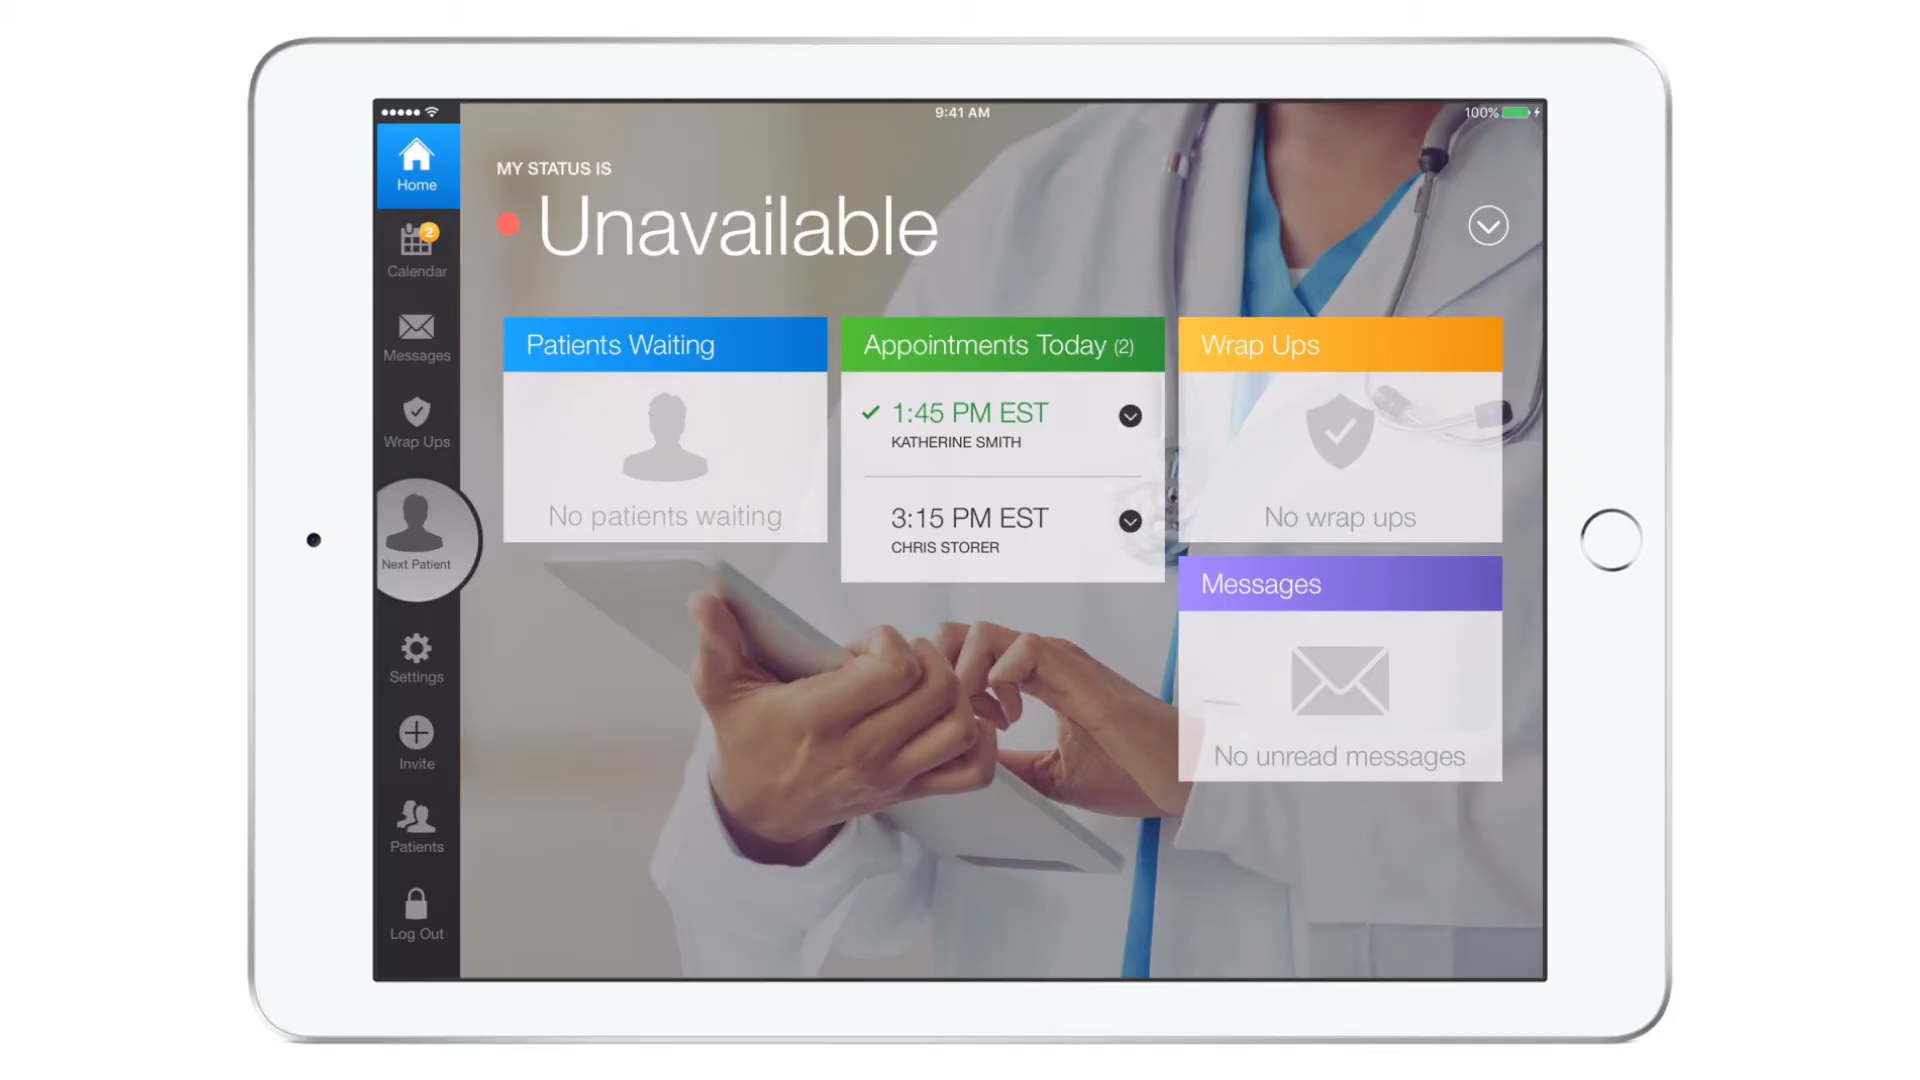 9:41 AM
100%
Home
2
Calendar
Messages
Wrap Ups
Next Patient
Settings
Invite
Patients
Log Out
MY STATUS IS
Unavailable
Patients Waiting
No patients waiting
Appointments Today (2)
1:45 PM EST
KATHERINE SMITH
3:15 PM EST
CHRIS STORER
Wrap Ups
No wrap ups
Messages
No unread messages